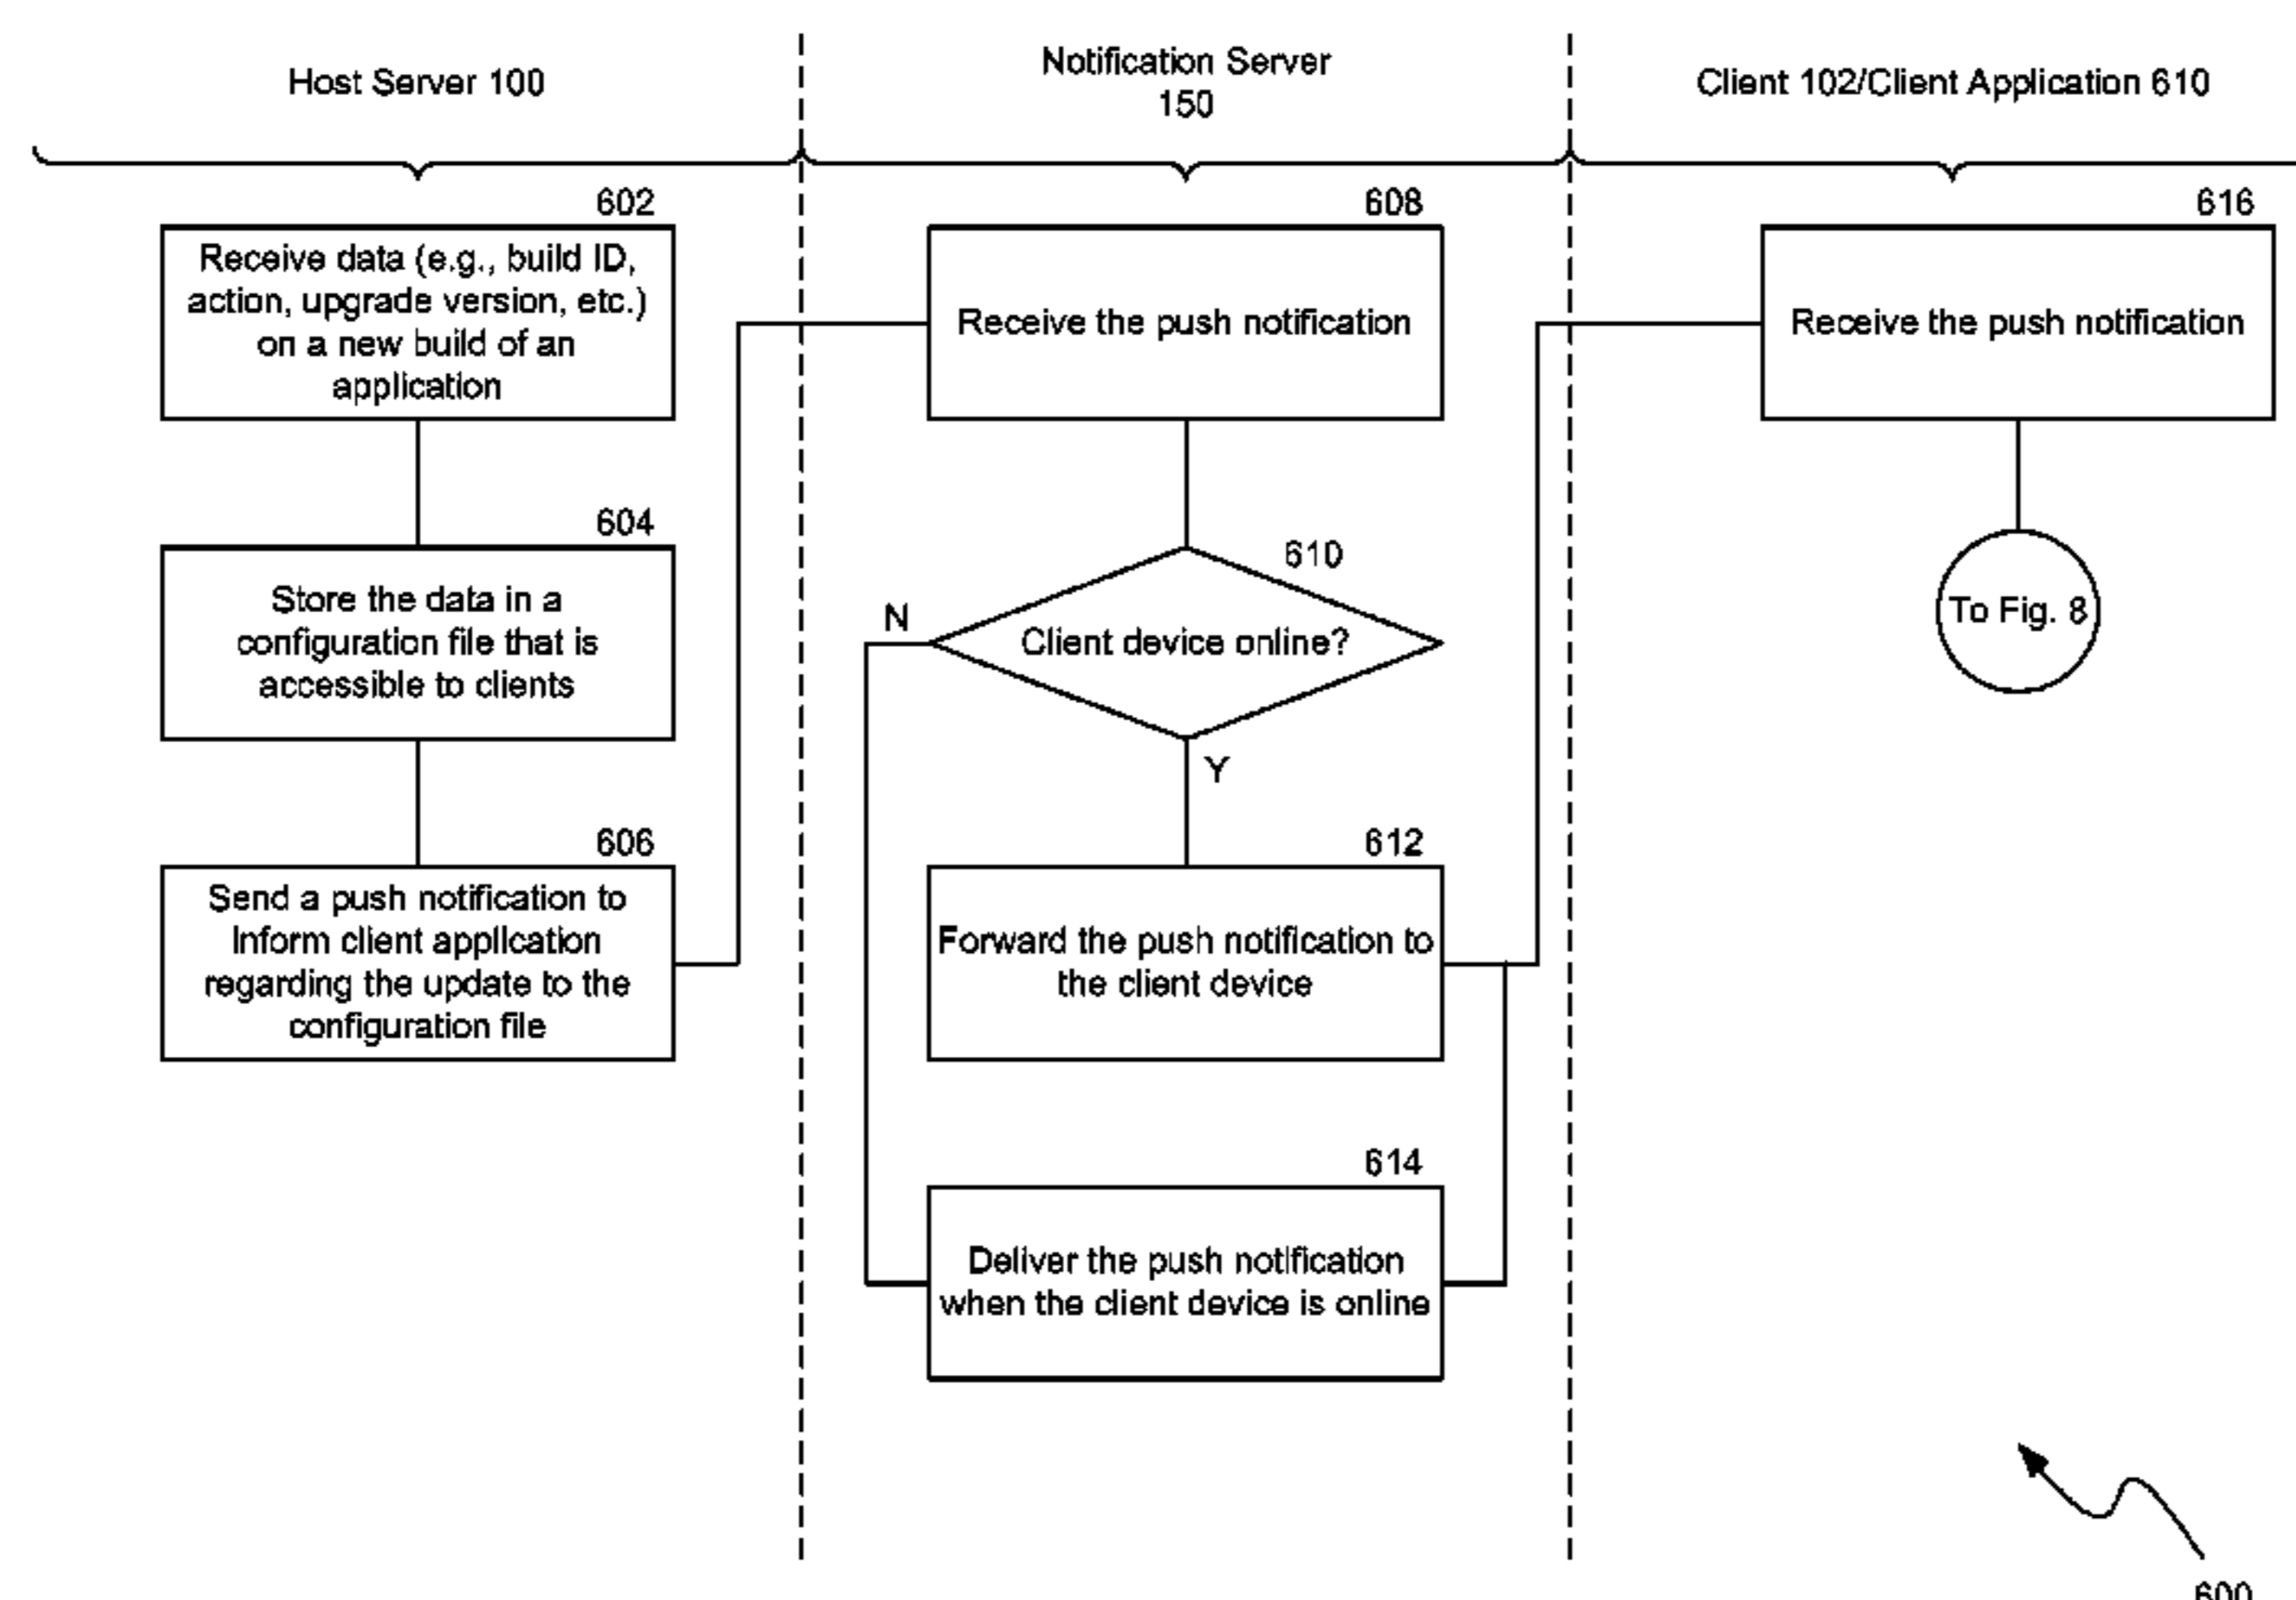 Host Server 100
Notification Server
150
Client 102/Client Application 610
602
Receive data (e.g., build ID,
action, upgrade version, etc.)
on a new build of an
application
604
Store the data in a
configuration file that is
accessible to clients
606
Send a push notification to
inform client application
regarding the update to the
configuration file
608
Receive the push notification
610
Client device online?
N
Y
612
Forward the push notification to
the client device
614
Deliver the push notification
when the client device is online
616
Receive the push notification
To Fig. 8
600